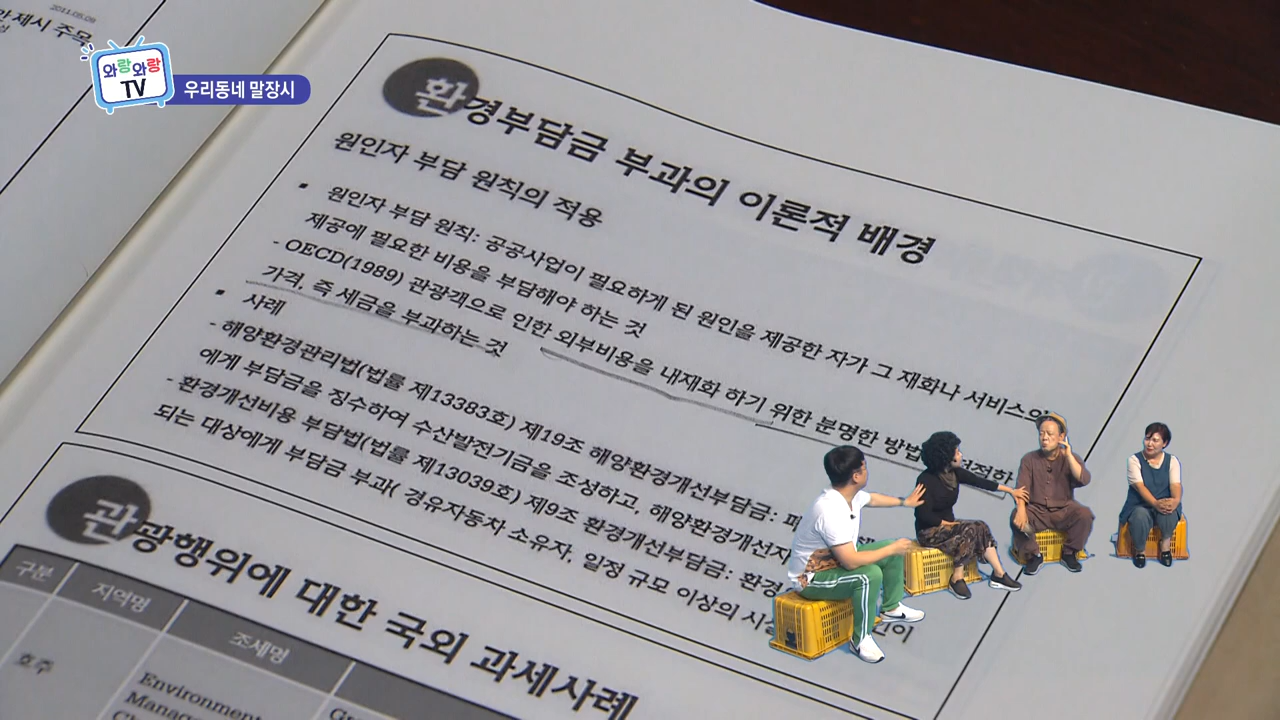 2011.05.09
안 제시 주목
와랑와랑
TV
우리동네 말장시
환경부담금 부과의 이론적 배경
원인자 부담 원칙의 적용
▪ 원인자 부담 원칙: 공공사업이 필요하게 된 원인을 제공한 자가 그 재화나 서비스의
제공에 필요한 비용을 부담해야 하는 것
- OECD(1989) 관광객으로 인한 외부비용을 내재화 하기 위한 분명한 방법
가격, 즉 세금을 부과하는 것
▪ 사례
- 해양환경관리법(법률 제13383호) 제19조 해양환경개선부담금:
에게 부담금을 징수하여 수산발전기금을 조성하고, 해양환경개선
- 환경개선비용 부담법(법률 제13039호) 제9조 환경개선부담금: 환경
되는 대상에게 부담금 부과( 경유자동차 소유자, 일정 규모 이상의
관광행위에 대한 국외 과세사례
구분 지역명 조세명
호주
Environment